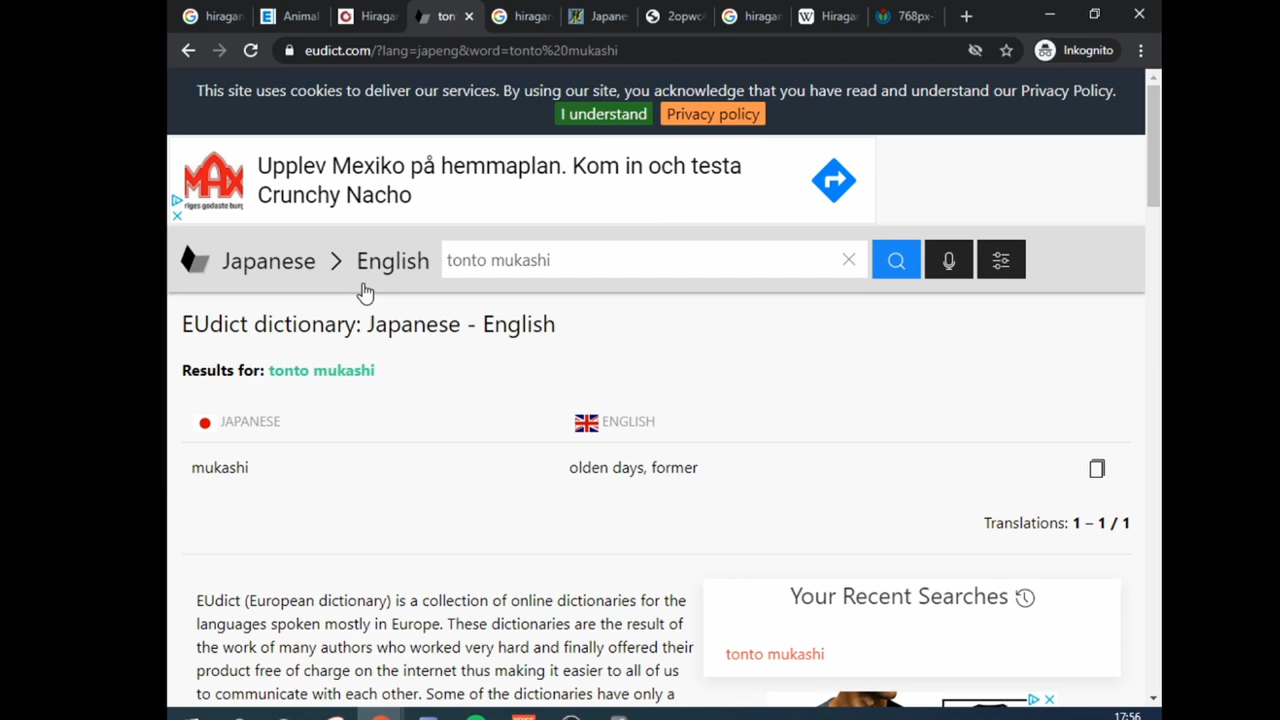 hiragar
Animal
Hiragar
ton
hiragar
Japane
2opwc
hiragar
Hiragar
768px-
eudict.com/?lang=japeng&word=tonto%20mukashi
Inkognito
This site uses cookies to deliver our services. By using our site, you acknowledge that you have read and understand our Privacy Policy.
I understand
Privacy policy
MAX
riges godaste burg
Upplev Mexiko på hemmaplan. Kom in och testa
Crunchy Nacho
Japanese > English
tonto mukashi
EUdict dictionary: Japanese - English
Results for: tonto mukashi
JAPANESE
ENGLISH
mukashi
olden days, former
Translations: 1 – 1 / 1
EUdict (European dictionary) is a collection of online dictionaries for the
languages spoken mostly in Europe. These dictionaries are the result of
the work of many authors who worked very hard and finally offered their
product free of charge on the internet thus making it easier to all of us
to communicate with each other. Some of the dictionaries have only a
Your Recent Searches
tonto mukashi
17:56